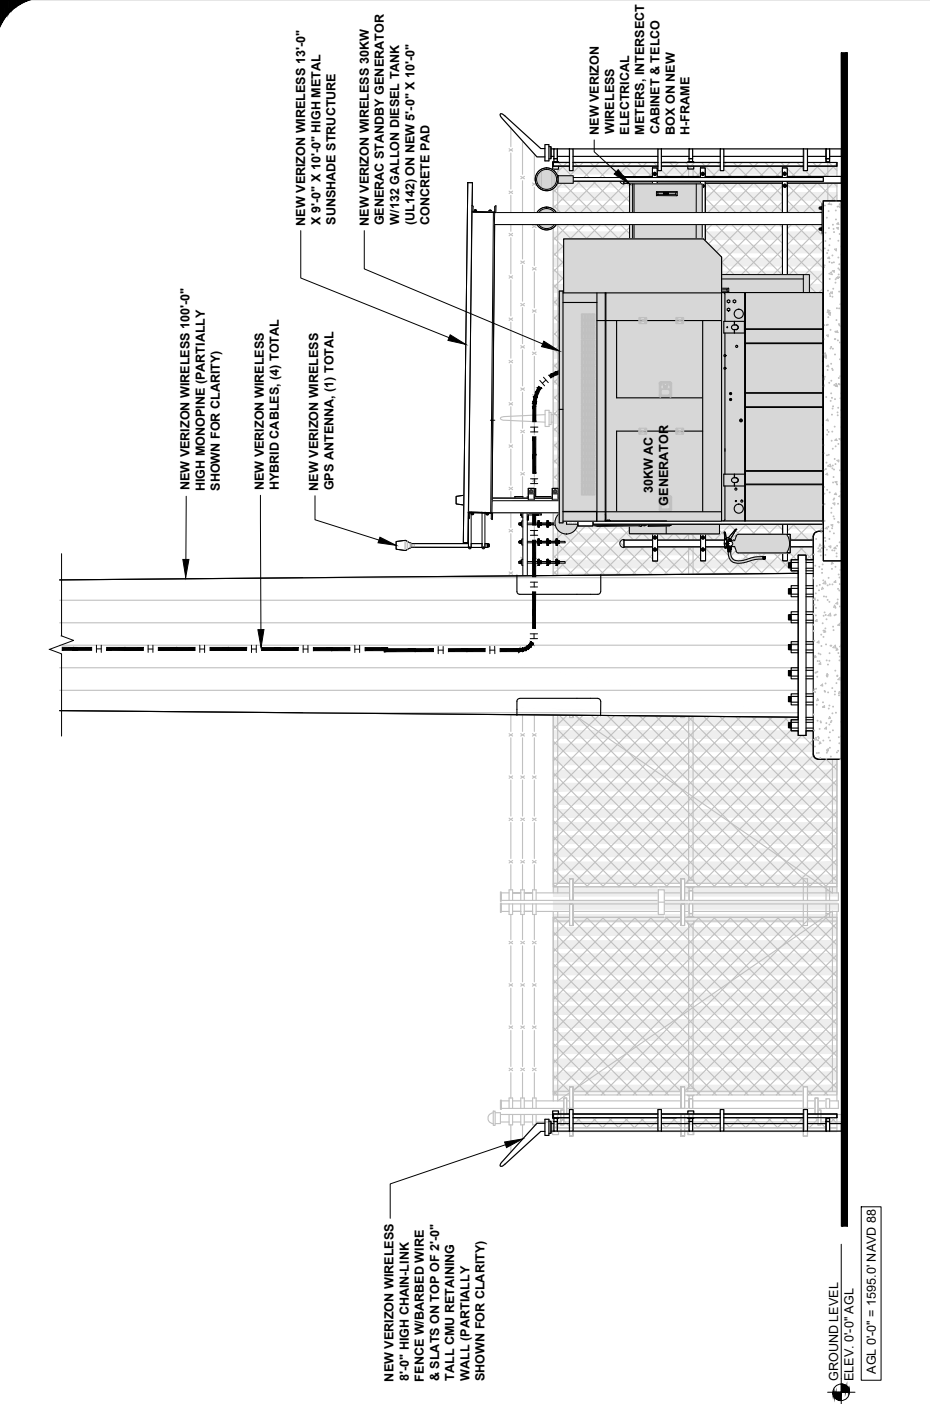 NEW VERIZON WIRELESS
8'-0" HIGH CHAIN-LINK
FENCE W/BARBED WIRE
& SLATS ON TOP OF 2'-0"
TALL CMU RETAINING
WALL (PARTIALLY
SHOWN FOR CLARITY)
GROUND LEVEL
ELEV. 0'-0" AGL
AGL 0'-0" = 1595.0' NAVD 88
NEW VERIZON WIRELESS 100'-0"
HIGH MONOPINE (PARTIALLY
SHOWN FOR CLARITY)
NEW VERIZON WIRELESS
HYBRID CABLES, (4) TOTAL
NEW VERIZON WIRELESS
GPS ANTENNA, (1) TOTAL
NEW VERIZON WIRELESS 13'-0"
X 9'-0" X 10'-0" HIGH METAL
SUNSHADE STRUCTURE
NEW VERIZON WIRELESS 30KW
GENERAC STANDBY GENERATOR
W/132 GALLON DIESEL TANK
(UL142) ON NEW 5'-0" X 10'-0"
CONCRETE PAD
30KW AC
GENERATOR
NEW VERIZON
WIRELESS
ELECTRICAL
METERS, INTERSECT
CABINET & TELCO
BOX ON NEW
H-FRAME
H
H
H
H
H
H
H
H
H
H
H
H
H
H